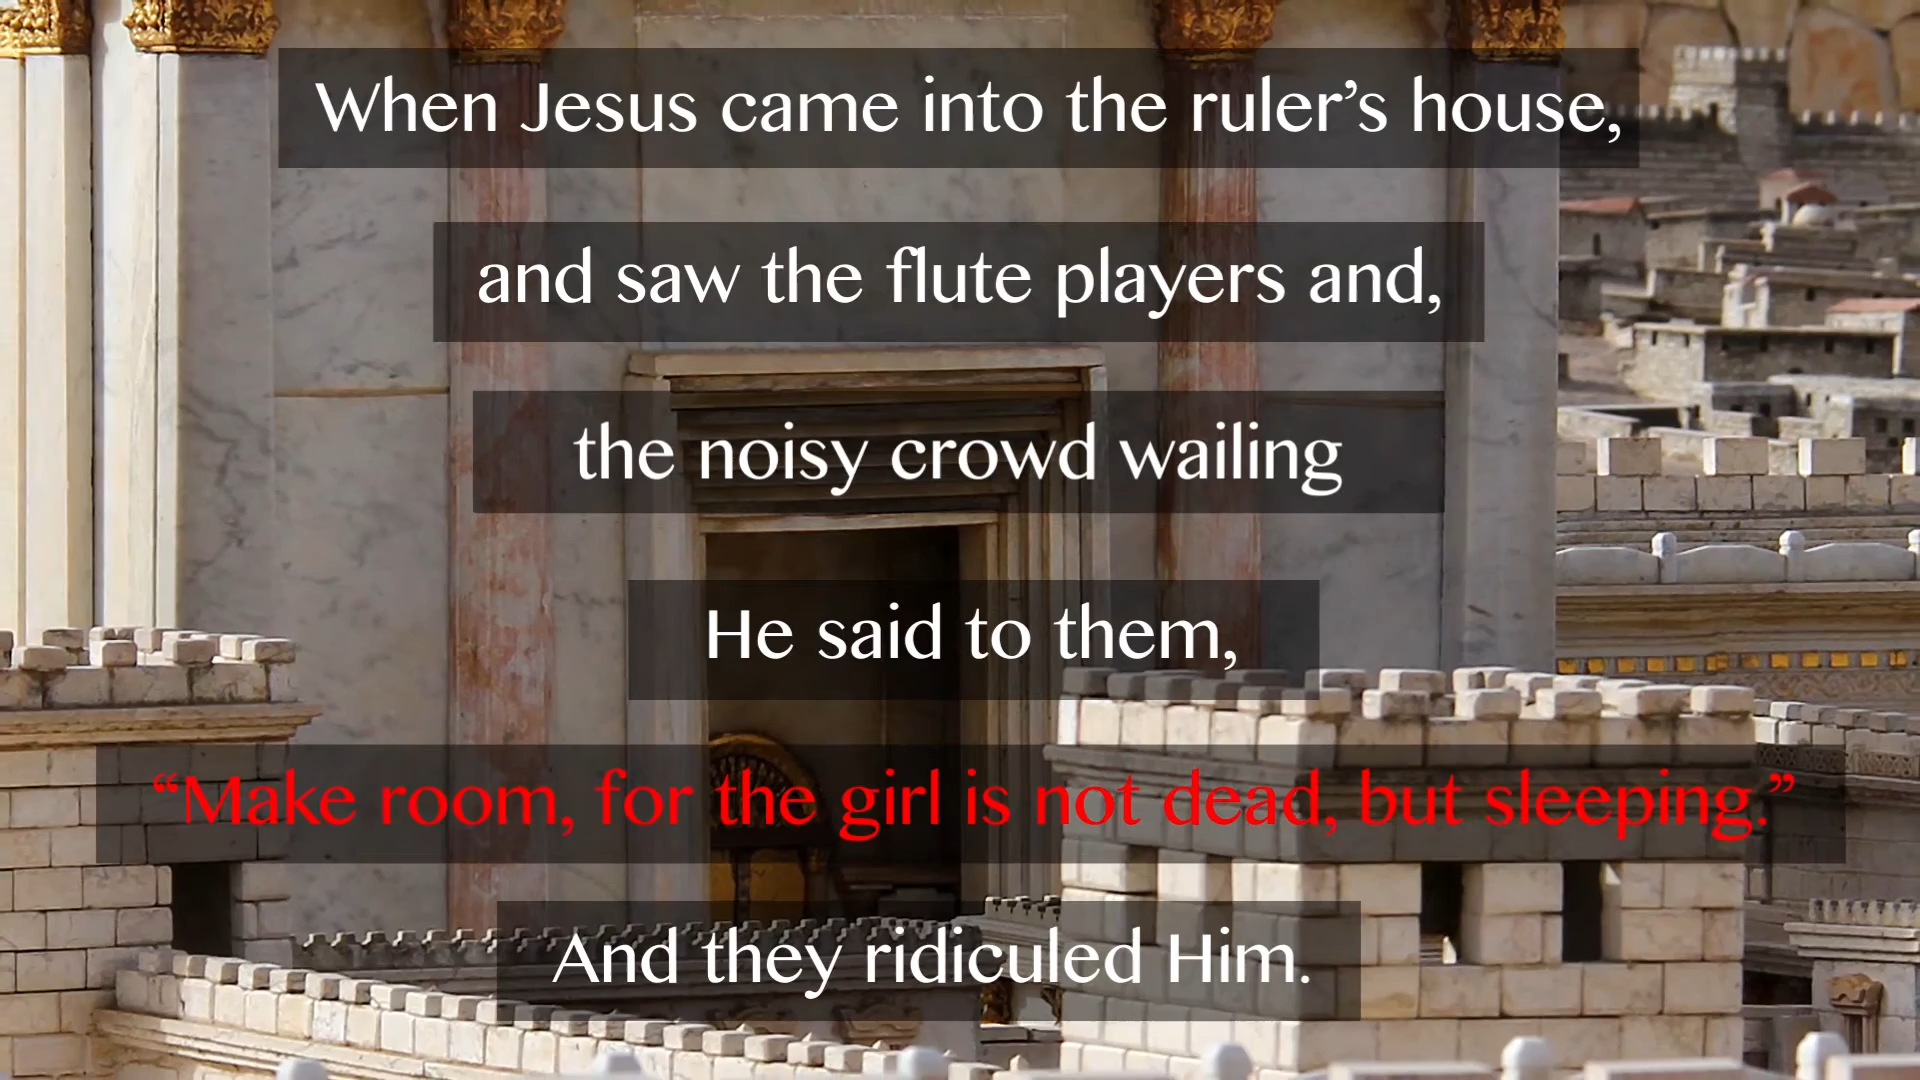 When Jesus came into the ruler’s house,
and saw the flute players and,
the noisy crowd wailing
He said to them,
“Make room, for the girl is not dead, but sleeping.”
And they ridiculed Him.